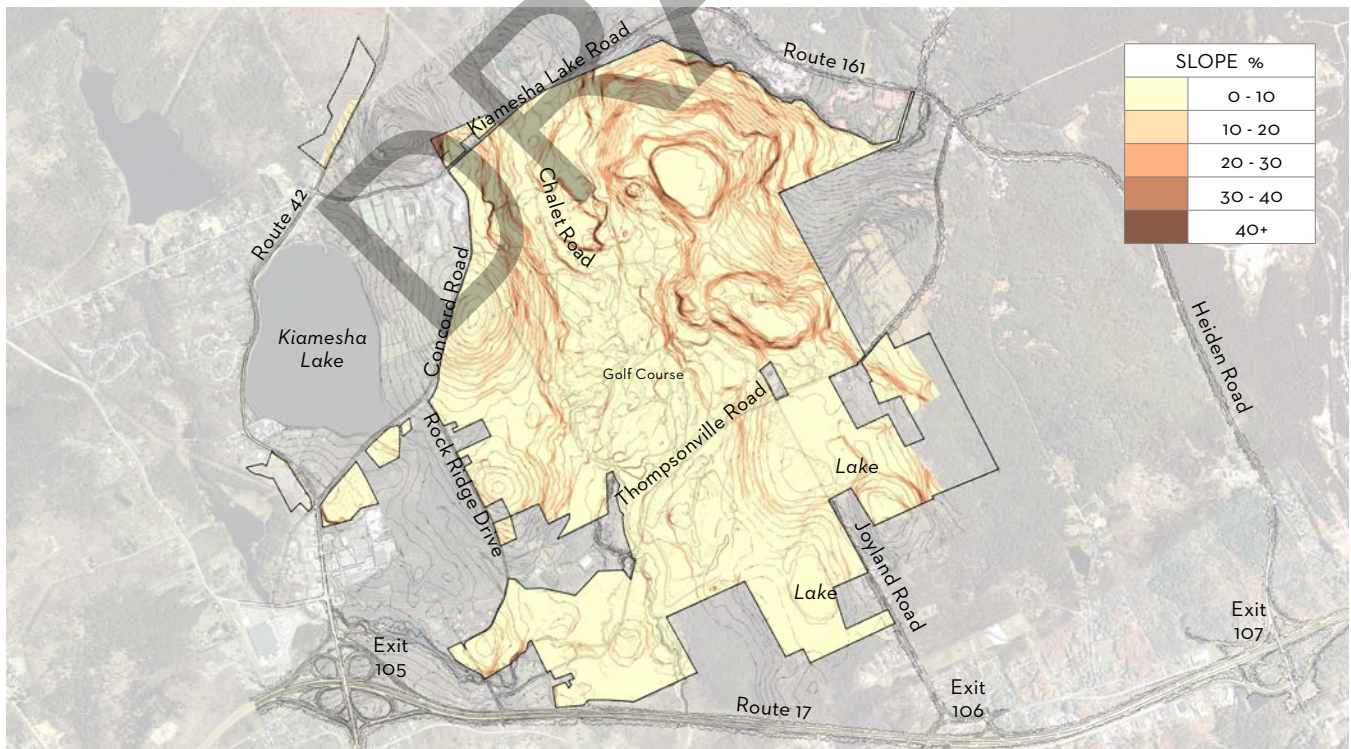 Route 161
Kiamesha Lake Road
SLOPE %
0 - 10
10 - 20
20 - 30
30 - 40
40+
Route 42
Chalet Road
Concord Road
Kiamesha
Lake
Heiden Road
Golf Course
Thompsonville Road
Rock Ridge Drive
Lake
Joyland Road
Lake
Exit
105
Exit
107
Exit
106
Route 17
DRA